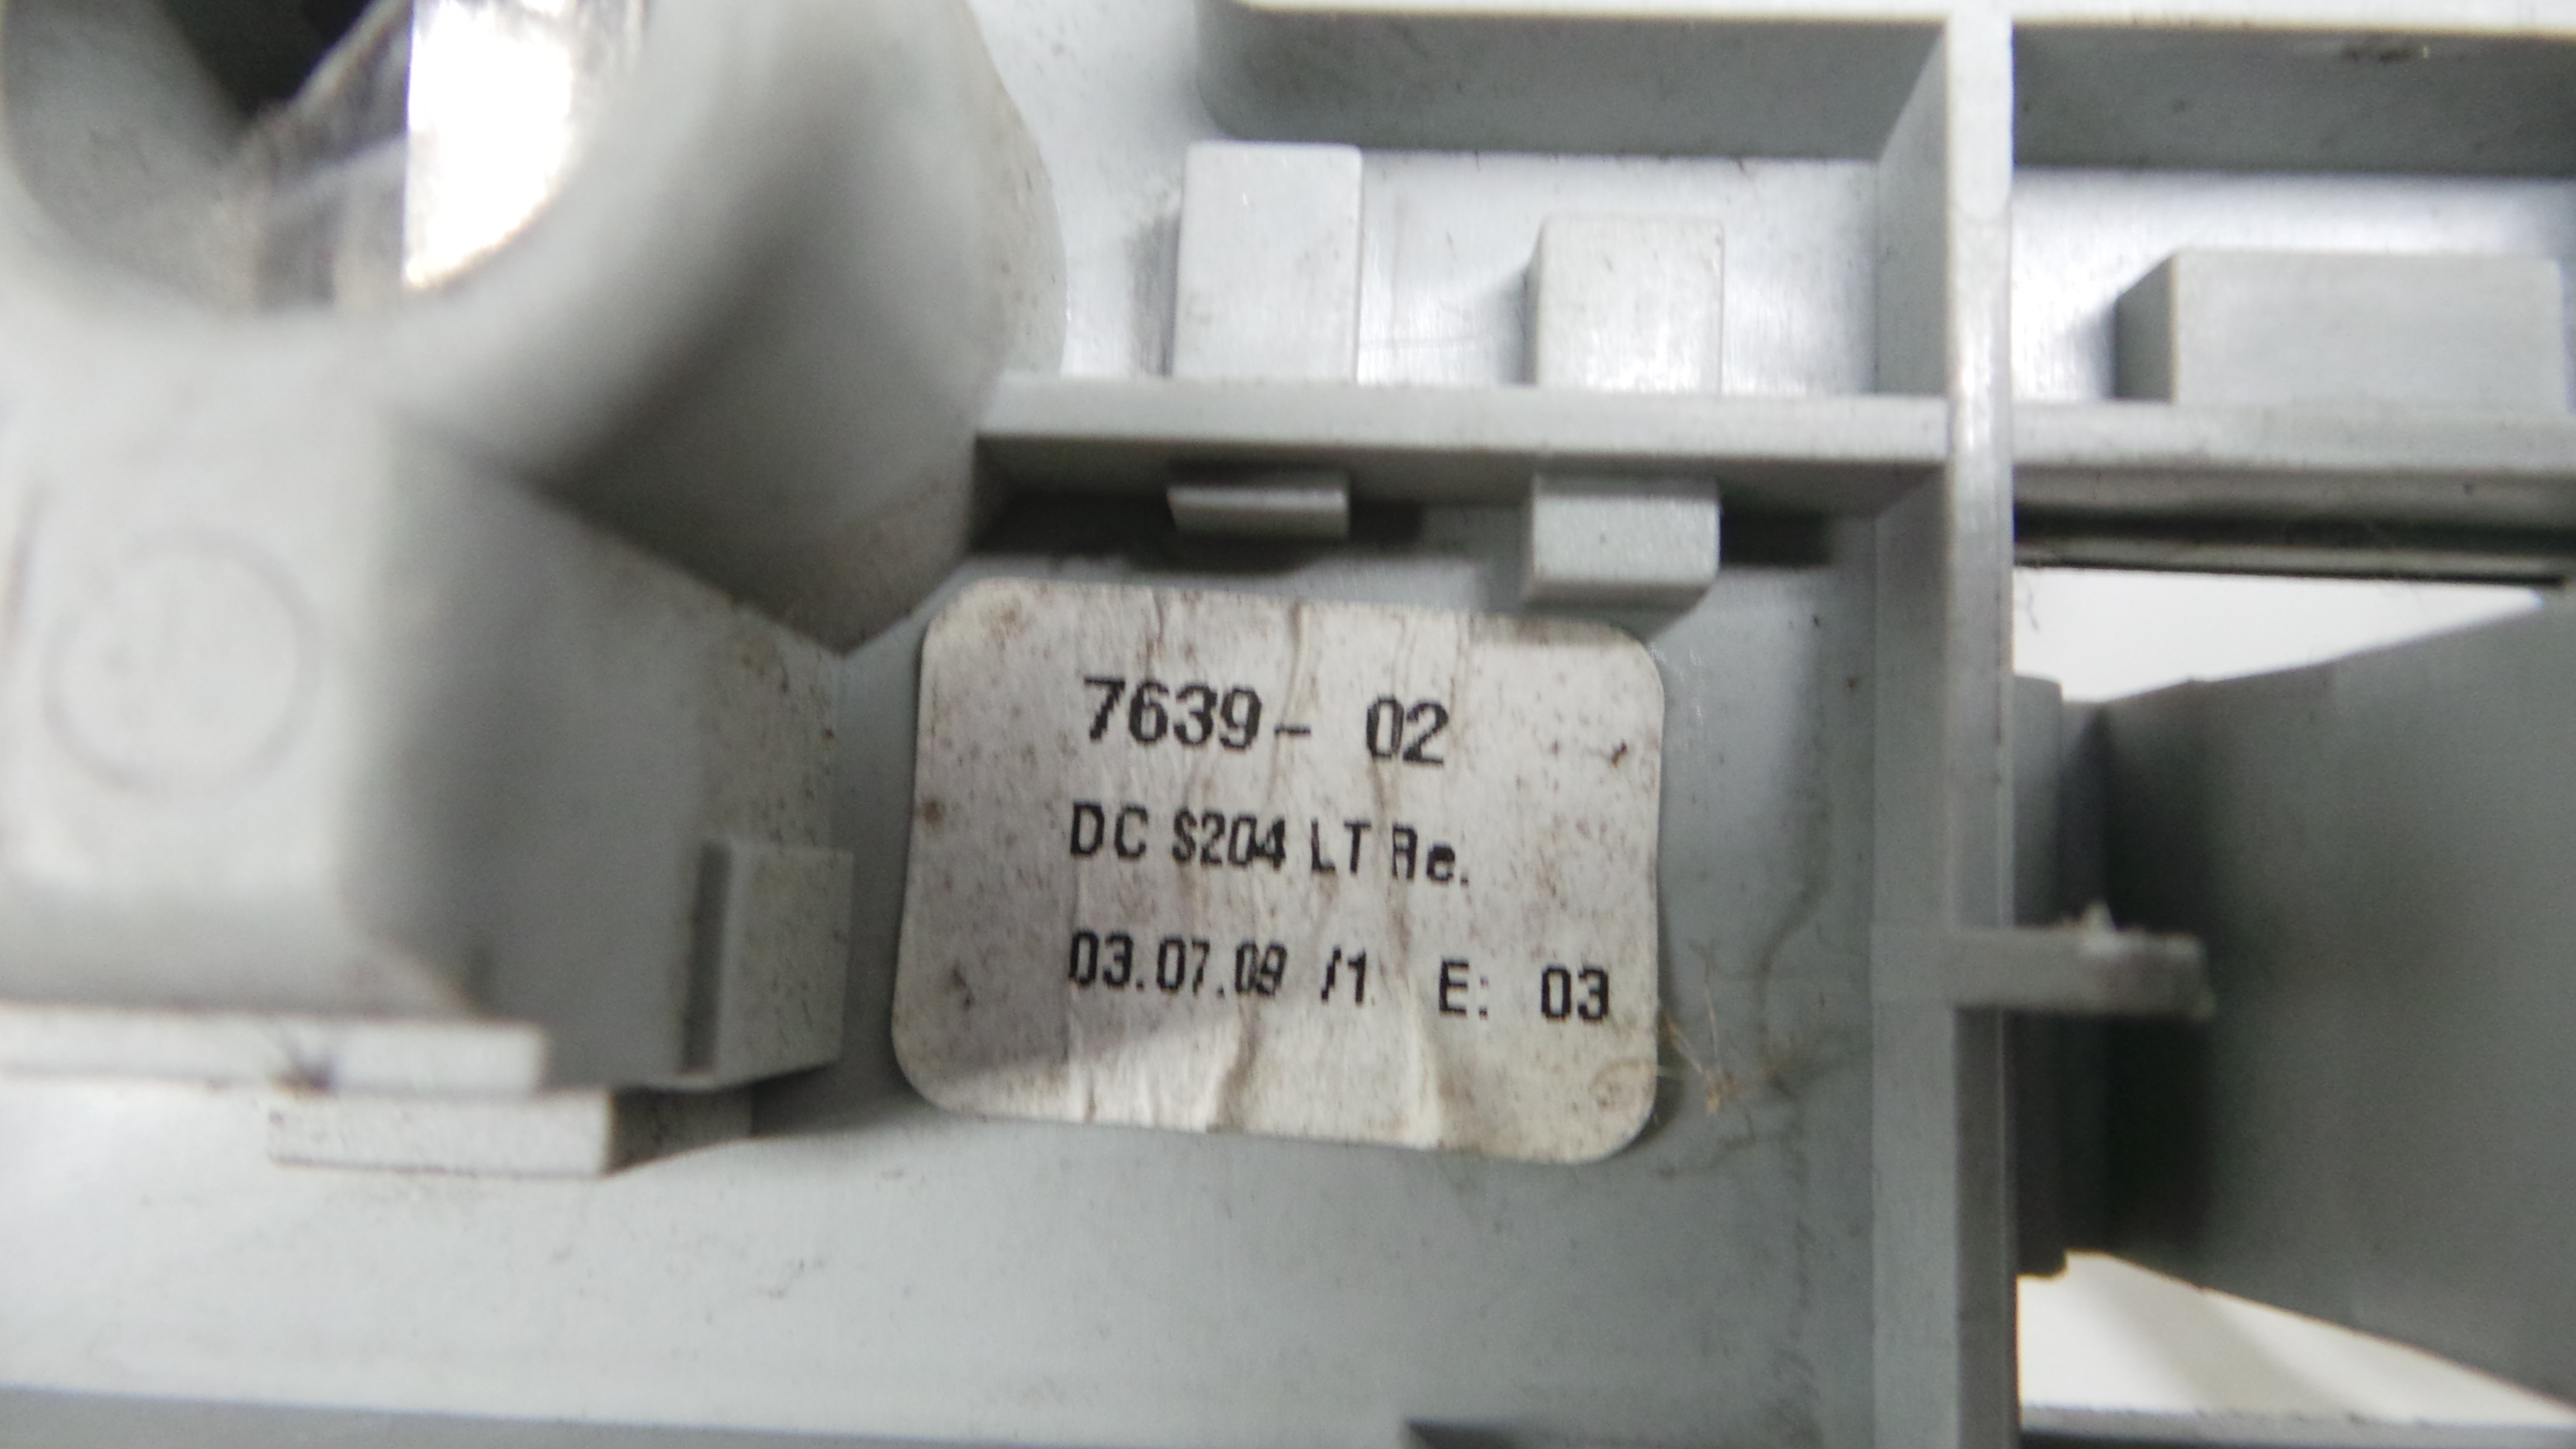 7639- 02
DC S204 LT Re.
03.07.09 /1 E: 03